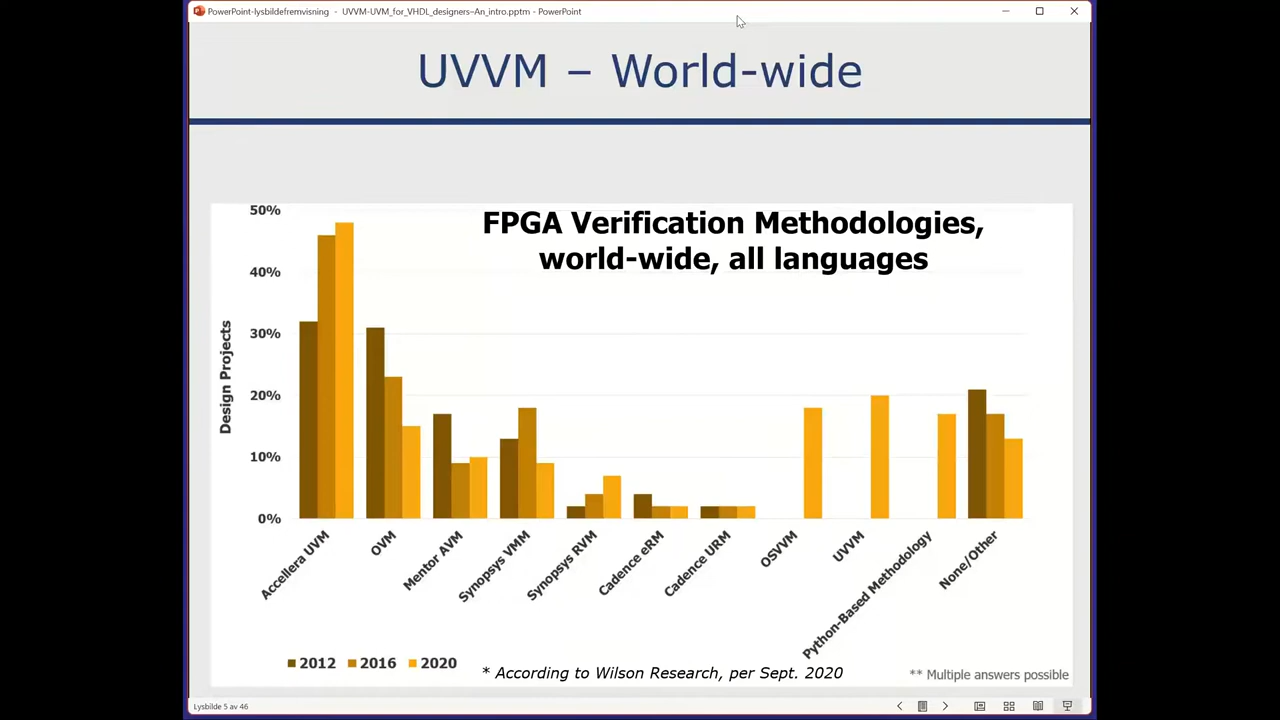 PowerPoint-lysbildefremvisning - UVVM-UVM_for_VHDL_designers–An_intro.pptm - PowerPoint
UVVM – World-wide
FPGA Verification Methodologies,
world-wide, all languages
Design Projects
50%
40%
30%
20%
10%
0%
Accellera UVM
OVM
Mentor AVM
Synopsys VMM
Synopsys RVM
Cadence eRM
Cadence URM
OSVVM
UVVM
Python-Based Methodology
None/Other
2012 2016 2020
* According to Wilson Research, per Sept. 2020
** Multiple answers possible
Lysbilde 5 av 46